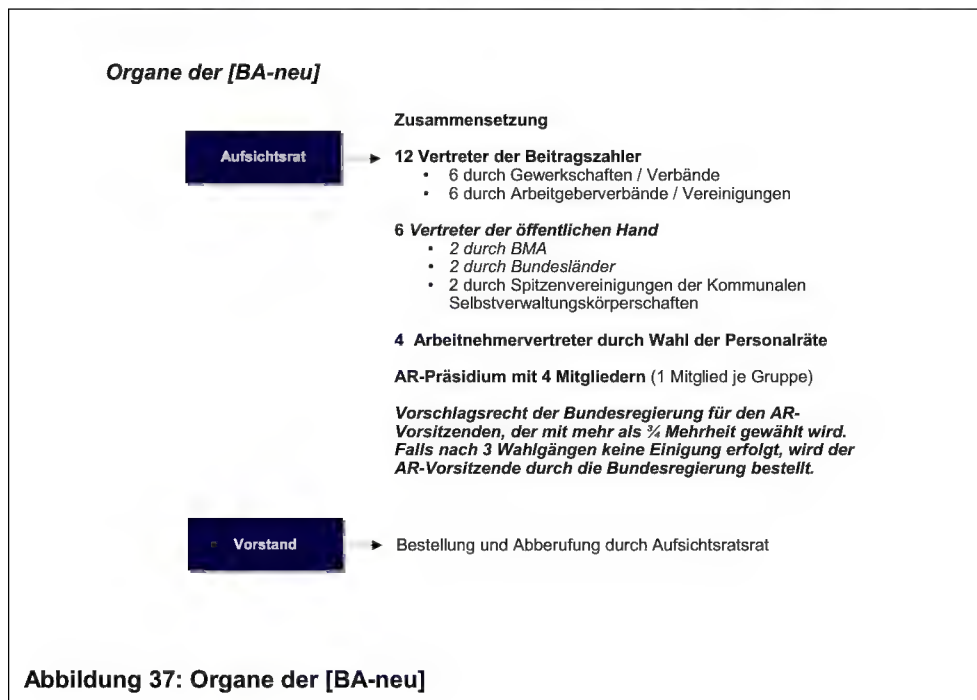 Organe der [BA-neu]
Zusammensetzung
Aufsichtsrat
12 Vertreter der Beitragszahler
• 6 durch Gewerkschaften / Verbände
• 6 durch Arbeitgeberverbände / Vereinigungen
6 Vertreter der öffentlichen Hand
• 2 durch BMA
• 2 durch Bundesländer
• 2 durch Spitzenvereinigungen der Kommunalen
Selbstverwaltungskörperschaften
4 Arbeitnehmervertreter durch Wahl der Personalräte
AR-Präsidium mit 4 Mitgliedern (1 Mitglied je Gruppe)
Vorschlagsrecht der Bundesregierung für den AR-
Vorsitzenden, der mit mehr als ¾ Mehrheit gewählt wird.
Falls nach 3 Wahlgängen keine Einigung erfolgt, wird der
AR-Vorsitzende durch die Bundesregierung bestellt.
Vorstand
Bestellung und Abberufung durch Aufsichtsratsrat
Abbildung 37: Organe der [BA-neu]